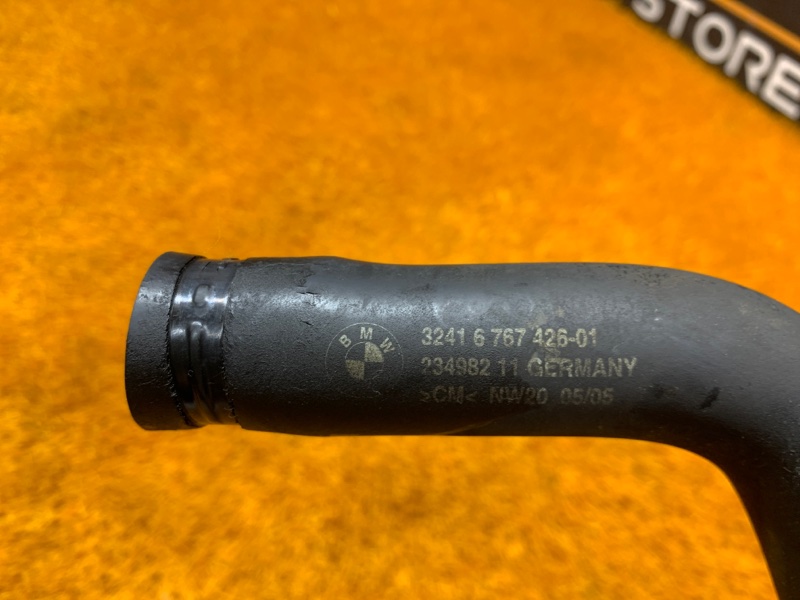 STORE
BMW
3241 6 767 426-01
234982 11 GERMANY
>CM< NW20 05/05